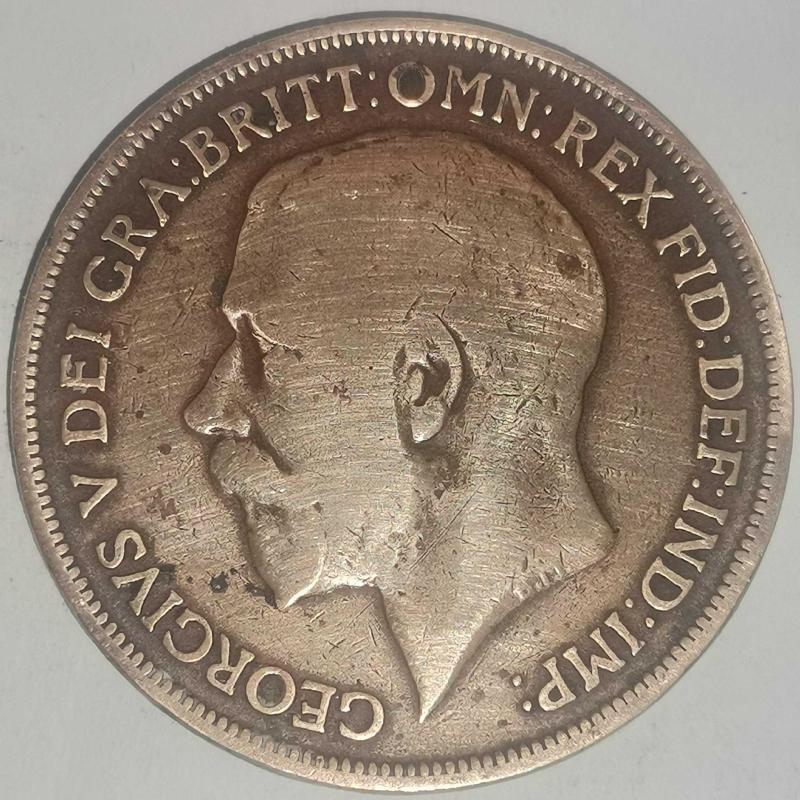 GEORGIVS V DEI GRA: BRITT: OMN: REX FID: DEF: IND: IMP: